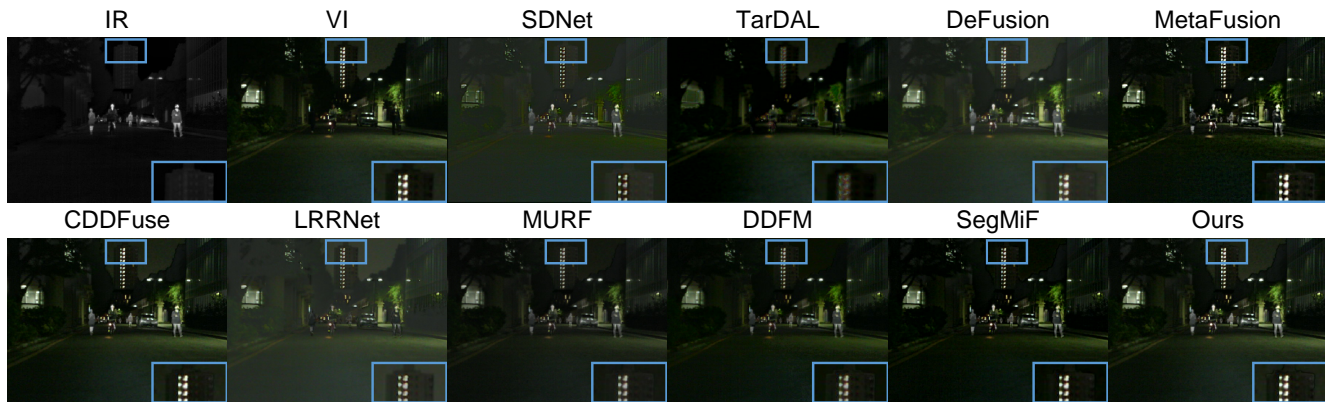 IR VI SDNet TarDAL DeFusion MetaFusion
CDDFuse LRRNet MURF DDFM SegMiF Ours